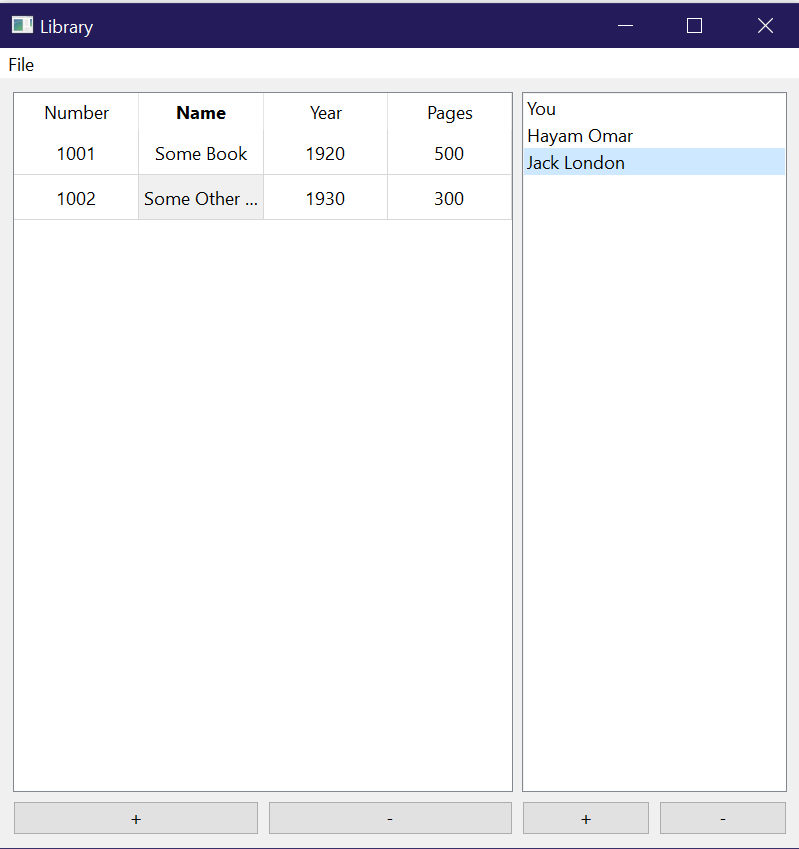 Library
File
Number Name Year Pages
1001 Some Book 1920 500
1002 Some Other ... 1930 300
You
Hayam Omar
Jack London
+ - + -